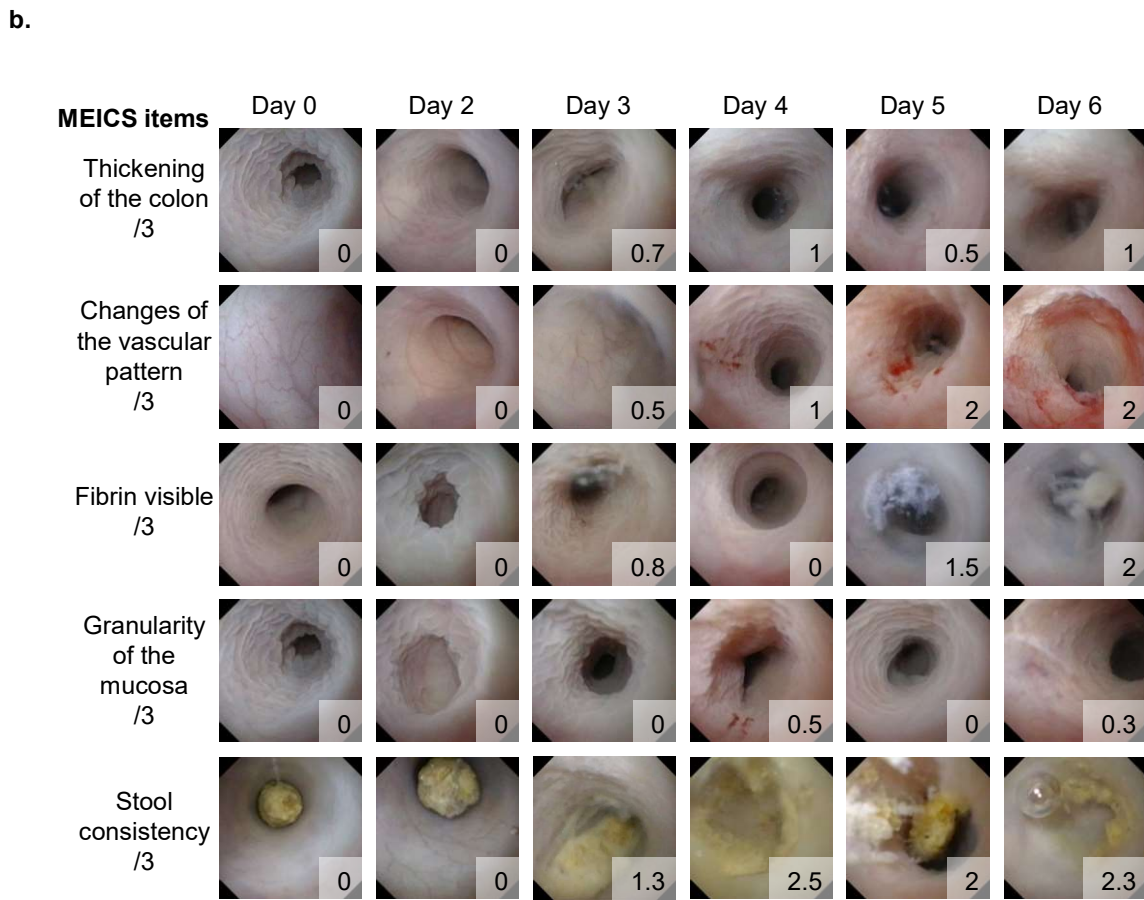 b.
MEICS items
Day 0
Day 2
Day 3
Day 4
Day 5
Day 6
Thickening
of the colon
/3
0
0
0.7
1
0.5
1
Changes of
the vascular
pattern
/3
0
0
0.5
1
2
2
Fibrin visible
/3
0
0
0.8
0
1.5
2
Granularity
of the
mucosa
/3
0
0
0
0.5
0
0.3
Stool
consistency
/3
0
0
1.3
2.5
2
2.3